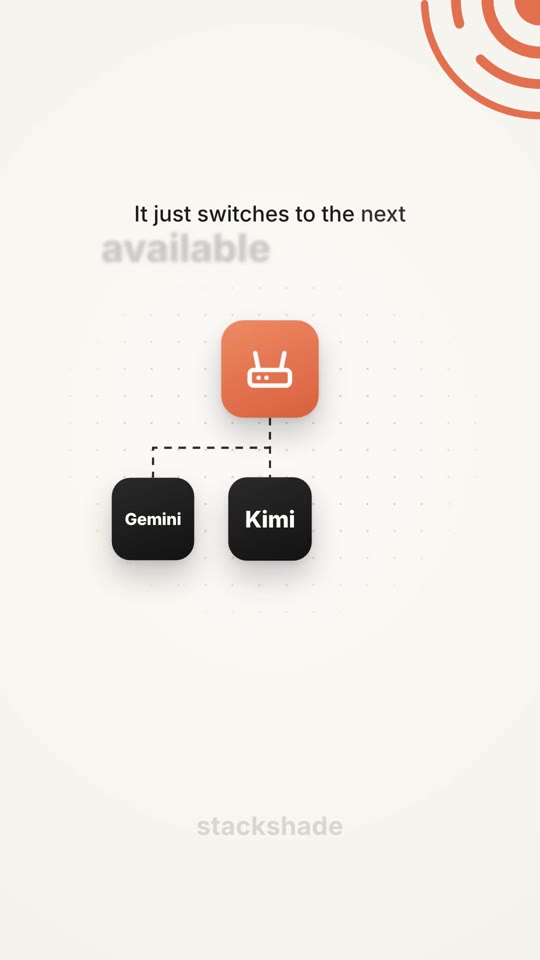 It just switches to the next
available
Gemini
Kimi
stackshade